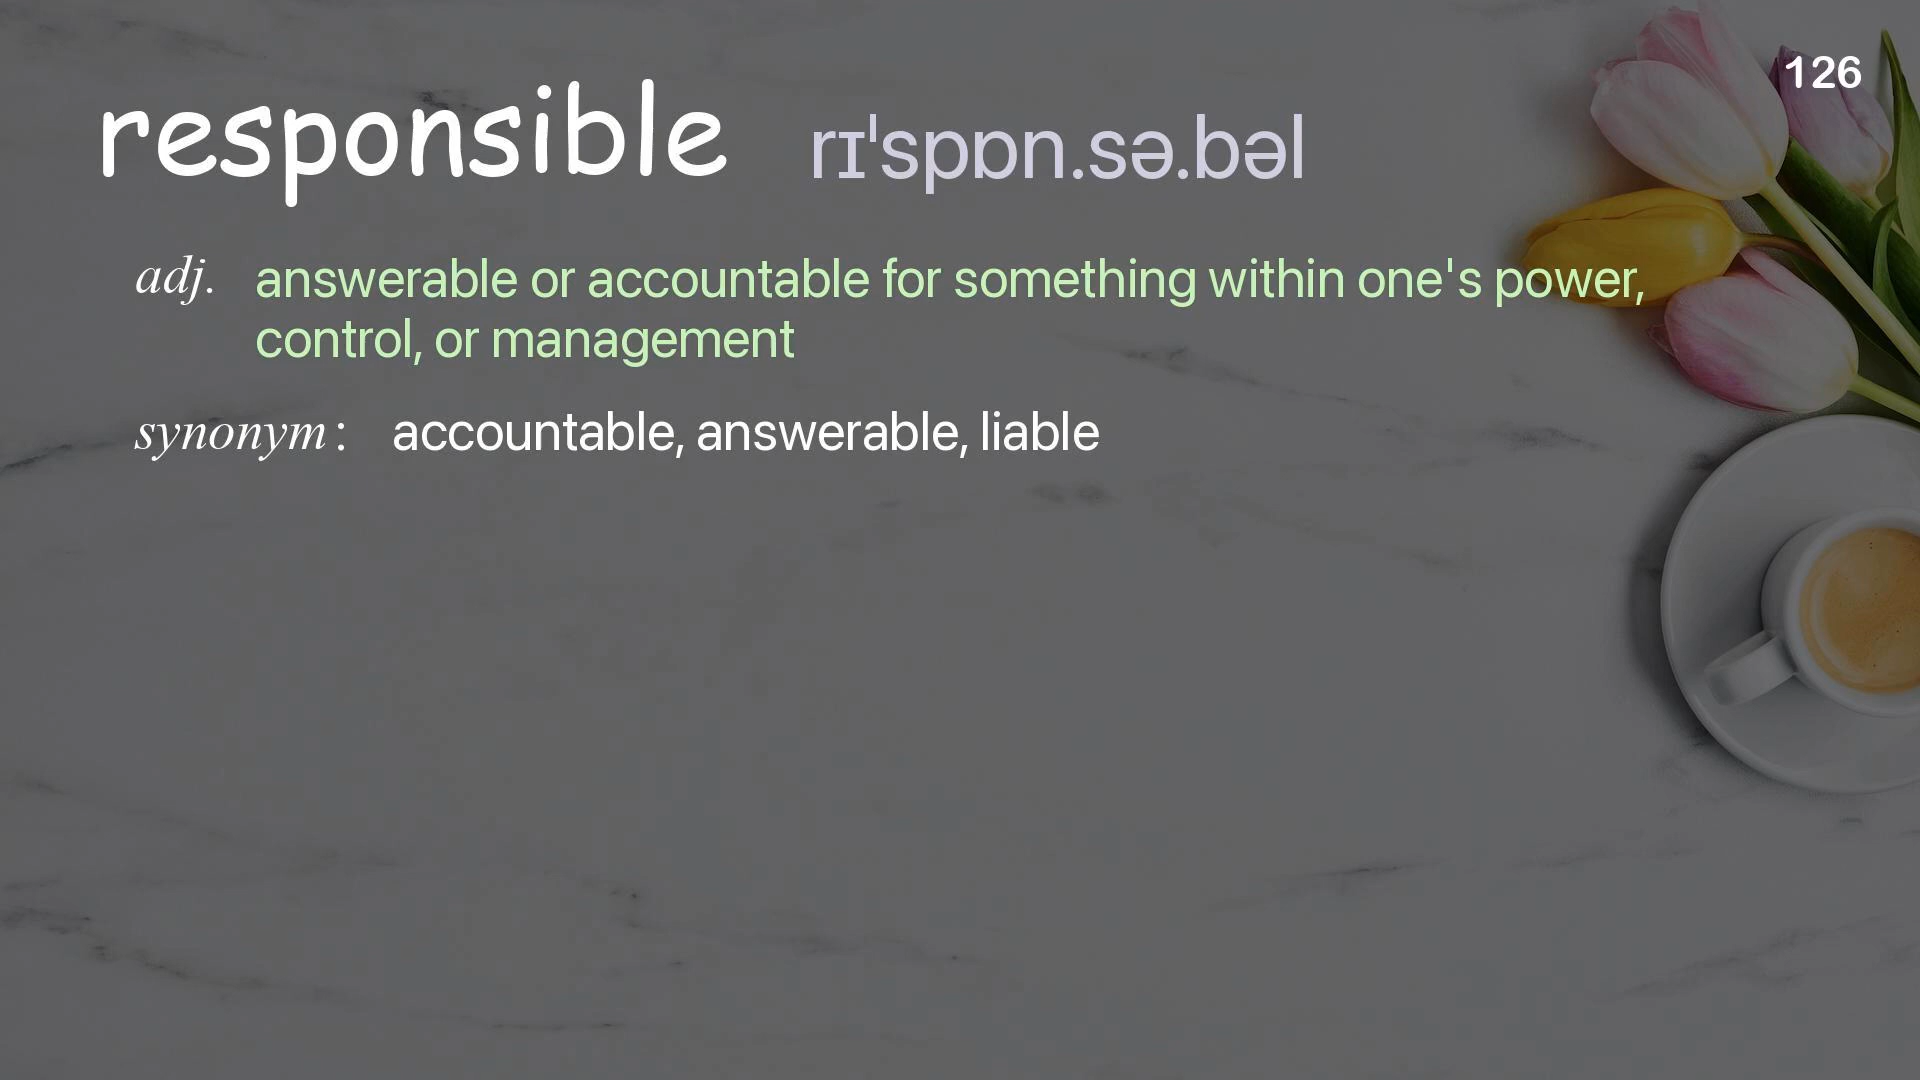 126
responsible rɪˈspɒn.sə.bəl
adj. answerable or accountable for something within one's power,
control, or management
synonym: accountable, answerable, liable